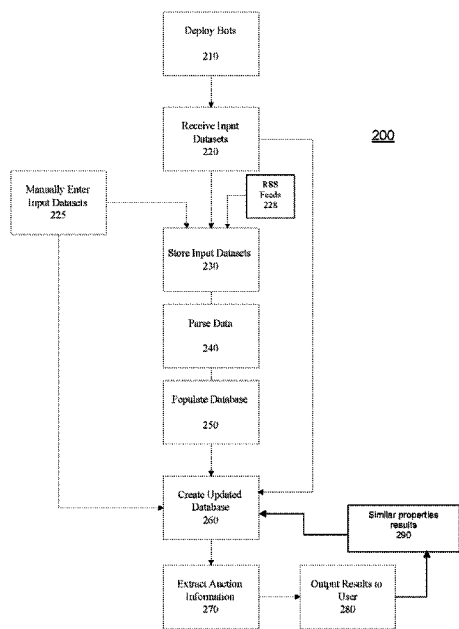 Deploy Bots
210
Receive Input
Datasets
220
200
RSS
Feeds
228
Manually Enter
Input Datasets
225
Store Input Datasets
230
Parse Data
240
Populate Database
250
Create Updated
Database
260
Similar properties
results
290
Extract Auction
Information
270
Output Results to
User
280